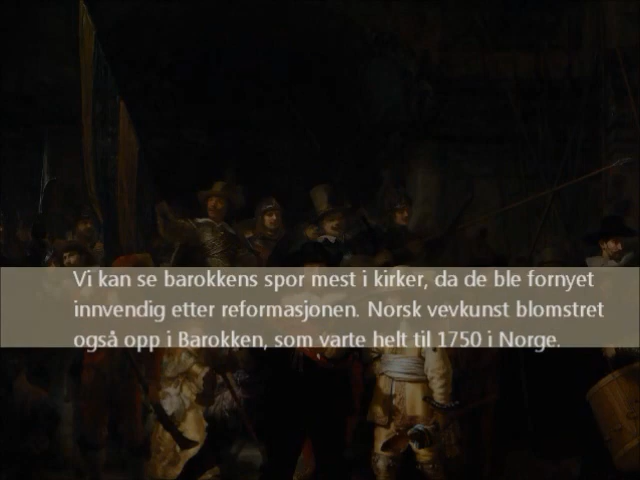 Vi kan se barokkens spor mest i kirker, da de ble fornyet
innvendig etter reformasjonen. Norsk vevkunst blomstret
også opp i Barokken, som varte helt til 1750 i Norge.